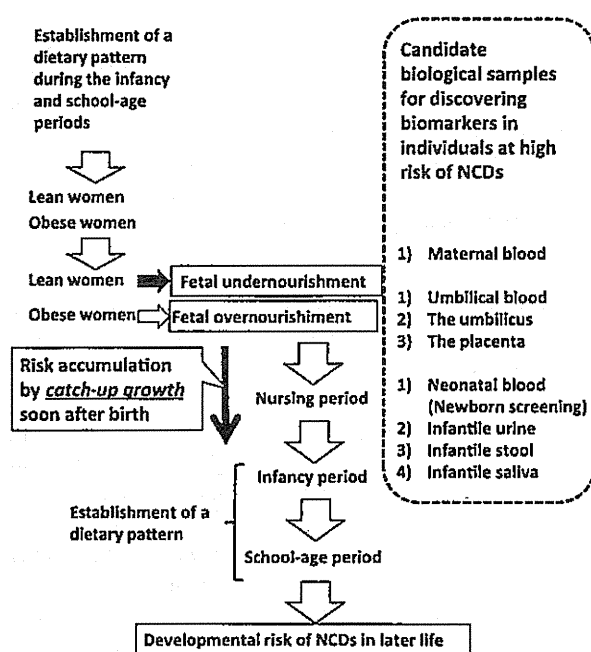 Establishment of a
dietary pattern
during the infancy
and school-age
periods
Lean women
Obese women
Lean women
Fetal undernourishment
Obese women
Fetal overnourishiment
Risk accumulation
by catch-up growth
soon after birth
Nursing period
Infancy period
Establishment of a
dietary pattern
School-age period
Developmental risk of NCDs in later life
Candidate
biological samples
for discovering
biomarkers in
individuals at high
risk of NCDs
1) Maternal blood
1) Umbilical blood
2) The umbilicus
3) The placenta
1) Neonatal blood
(Newborn screening)
2) Infantile urine
3) Infantile stool
4) Infantile saliva